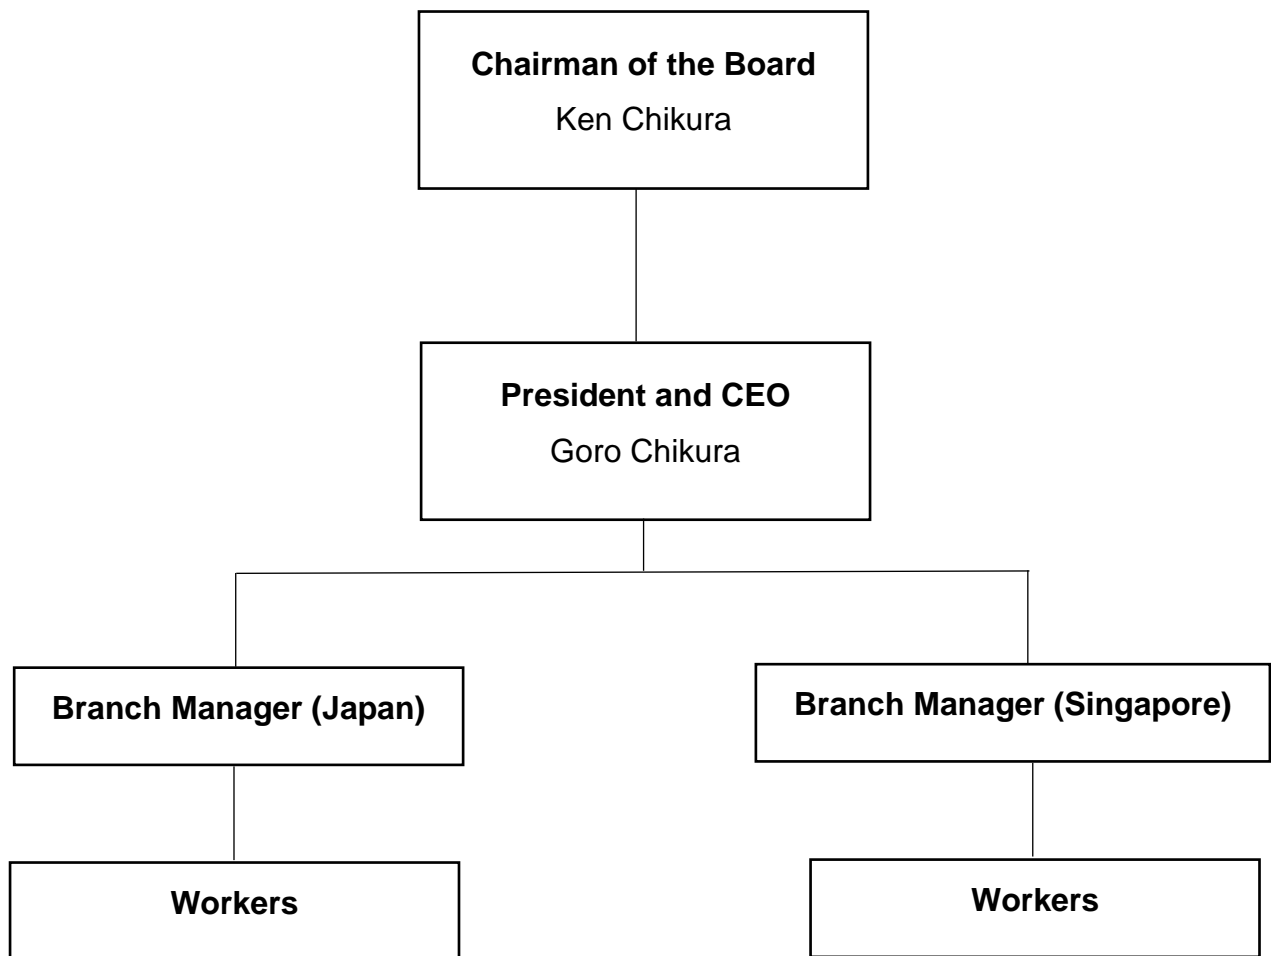 Chairman of the Board
Ken Chikura
President and CEO
Goro Chikura
Branch Manager (Japan)
Branch Manager (Singapore)
Workers
Workers